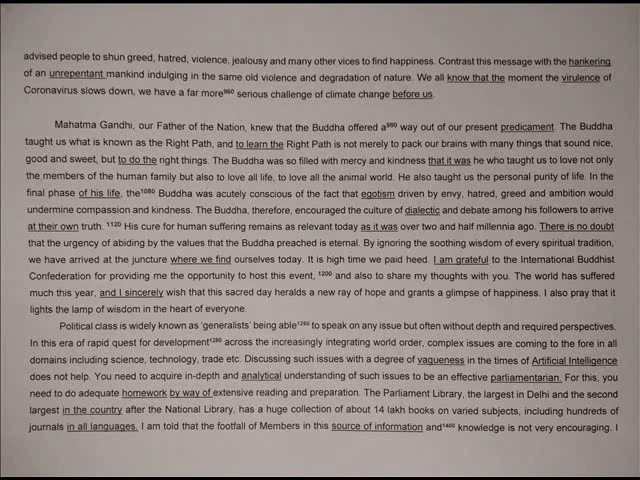 advised people to shun greed, hatred, violence, jealousy and many other vices to find happiness. Contrast this message with the hankering
of an unrepentant mankind indulging in the same old violence and degradation of nature. We all know that the moment the virulence of
Coronavirus slows down, we have a far more⁹⁶⁰ serious challenge of climate change before us.
Mahatma Gandhi, our Father of the Nation, knew that the Buddha offered a⁹⁸⁰ way out of our present predicament. The Buddha
taught us what is known as the Right Path, and to learn the Right Path is not merely to pack our brains with many things that sound nice,
good and sweet, but to do the right things. The Buddha was so filled with mercy and kindness that it was he who taught us to love not only
the members of the human family but also to love all life, to love all the animal world. He also taught us the personal purity of life. In the
final phase of his life, the¹⁰⁸⁰ Buddha was acutely conscious of the fact that egotism driven by envy, hatred, greed and ambition would
undermine compassion and kindness. The Buddha, therefore, encouraged the culture of dialectic and debate among his followers to arrive
at their own truth. ¹¹²⁰ His cure for human suffering remains as relevant today as it was over two and half millennia ago. There is no doubt
that the urgency of abiding by the values that the Buddha preached is eternal. By ignoring the soothing wisdom of every spiritual tradition,
we have arrived at the juncture where we find ourselves today. It is high time we paid heed. I am grateful to the International Buddhist
Confederation for providing me the opportunity to host this event, ¹²⁰⁰ and also to share my thoughts with you. The world has suffered
much this year, and I sincerely wish that this sacred day heralds a new ray of hope and grants a glimpse of happiness. I also pray that it
lights the lamp of wisdom in the heart of everyone.
Political class is widely known as 'generalists' being able¹²⁶⁰ to speak on any issue but often without depth and required perspectives.
In this era of rapid quest for development¹²⁸⁰ across the increasingly integrating world order, complex issues are coming to the fore in all
domains including science, technology, trade etc. Discussing such issues with a degree of vagueness in the times of Artificial Intelligence
does not help. You need to acquire in-depth and analytical understanding of such issues to be an effective parliamentarian. For this, you
need to do adequate homework by way of extensive reading and preparation. The Parliament Library, the largest in Delhi and the second
largest in the country after the National Library, has a huge collection of about 14 lakh books on varied subjects, including hundreds of
journals in all languages. I am told that the footfall of Members in this source of information and¹⁴⁰⁰ knowledge is not very encouraging. I